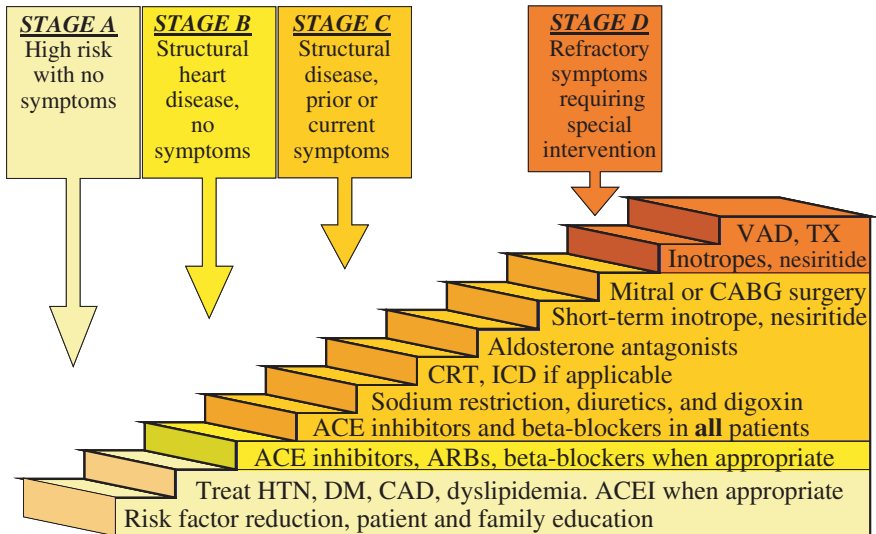 STAGE A
High risk
with no
symptoms
STAGE B
Structural
heart
disease,
no
symptoms
STAGE C
Structural
disease,
prior or
current
symptoms
STAGE D
Refractory
symptoms
requiring
special
intervention
VAD, TX
Inotropes, nesiritide
Mitral or CABG surgery
Short-term inotrope, nesiritide
Aldosterone antagonists
CRT, ICD if applicable
Sodium restriction, diuretics, and digoxin
ACE inhibitors and beta-blockers in all patients
ACE inhibitors, ARBs, beta-blockers when appropriate
Treat HTN, DM, CAD, dyslipidemia. ACEI when appropriate
Risk factor reduction, patient and family education